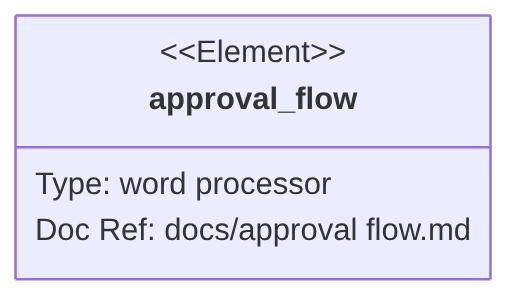 <<Element>>
approval_flow
Type: word processor
Doc Ref: docs/approval flow.md